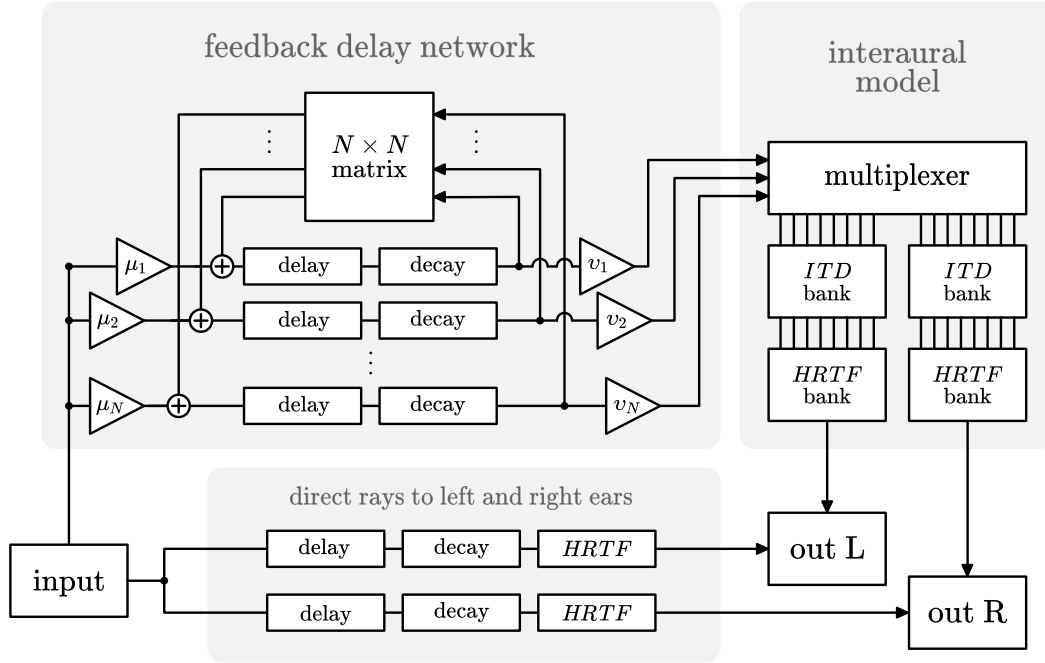 feedback delay network
interaural
model
N × N
matrix
multiplexer
μ₁
delay
decay
υ₁
ITD
bank
ITD
bank
μ₂
delay
decay
υ₂
HRTF
bank
HRTF
bank
μ_N
delay
decay
υ_N
direct rays to left and right ears
input
delay
decay
HRTF
out L
delay
decay
HRTF
out R